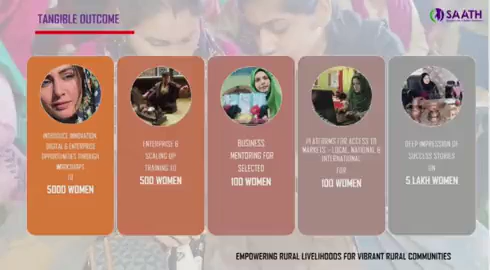 TANGIBLE OUTCOME
SAATH
INTRODUCE INNOVATION
DIGITAL & ENTERPRISE
OPPORTUNITIES THROUGH
WORKSHOPS
TO
5000 WOMEN
ENTERPRISE &
SCALING UP
TRAINING TO
500 WOMEN
BUSINESS
MENTORING FOR
SELECTED
100 WOMEN
PLATFORMS FOR ACCESS TO
MARKETS - LOCAL, NATIONAL &
INTERNATIONAL
FOR
100 WOMEN
DEEP IMPRESSION OF
SUCCESS STORIES
ON
5 LAKH WOMEN
EMPOWERING RURAL LIVELIHOODS FOR VIBRANT RURAL COMMUNITIES